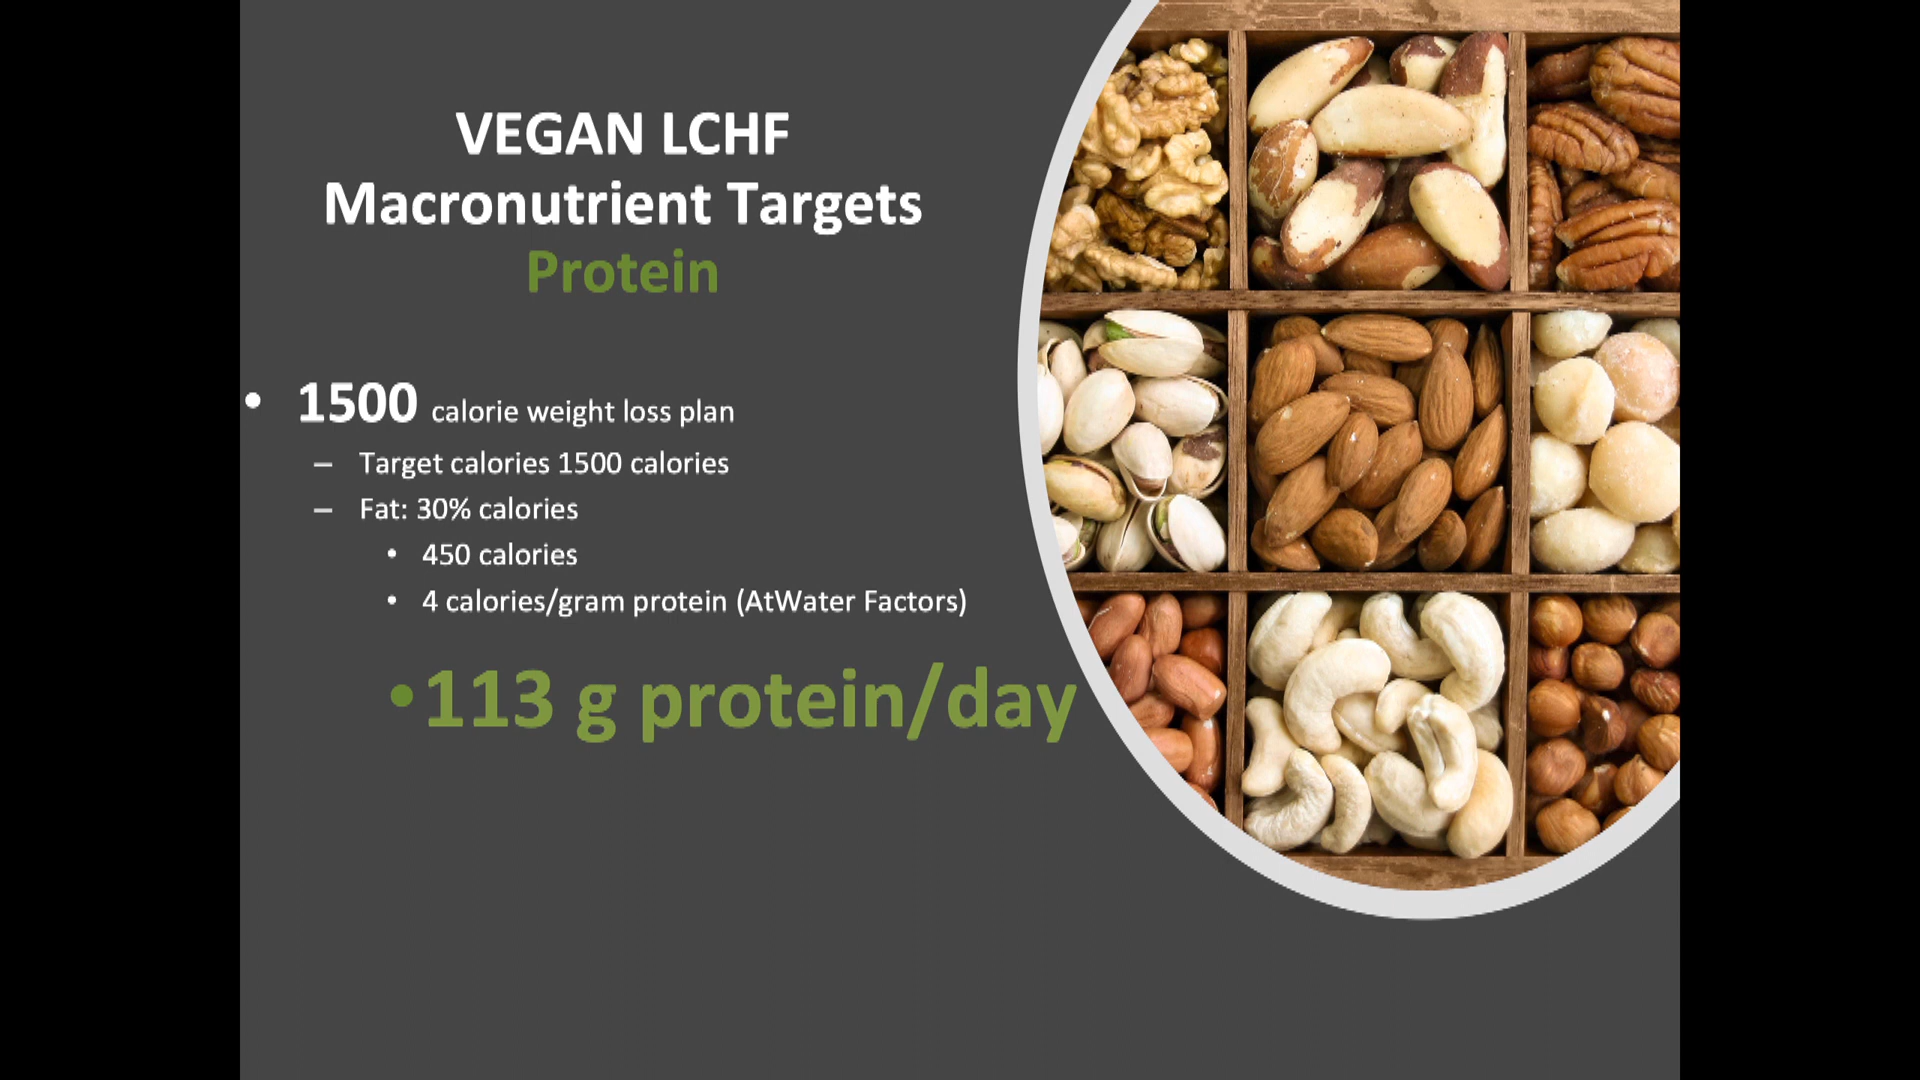 VEGAN LCHF
Macronutrient Targets
Protein
• 1500 calorie weight loss plan
– Target calories 1500 calories
– Fat: 30% calories
• 450 calories
• 4 calories/gram protein (AtWater Factors)
•113 g protein/day